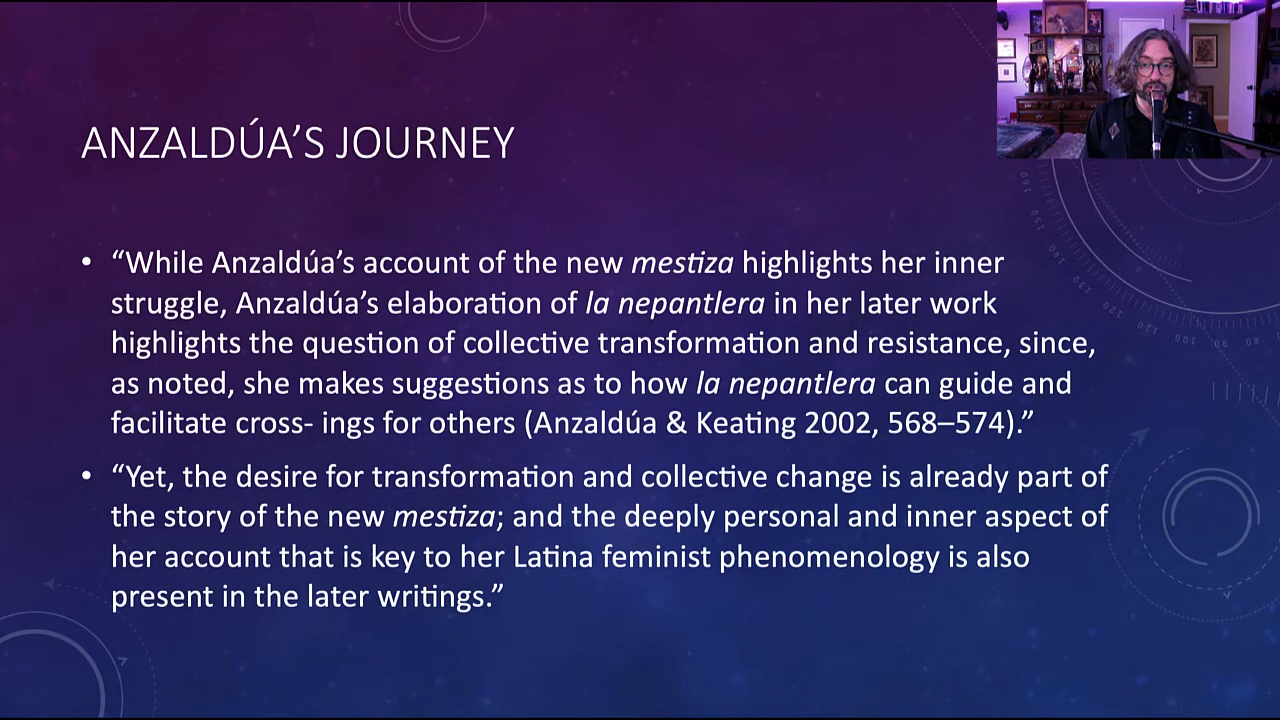 ANZALDÚA’S JOURNEY
• “While Anzaldúa’s account of the new mestiza highlights her inner
struggle, Anzaldúa’s elaboration of la nepantlera in her later work
highlights the question of collective transformation and resistance, since,
as noted, she makes suggestions as to how la nepantlera can guide and
facilitate cross- ings for others (Anzaldúa & Keating 2002, 568–574).”
• “Yet, the desire for transformation and collective change is already part of
the story of the new mestiza; and the deeply personal and inner aspect of
her account that is key to her Latina feminist phenomenology is also
present in the later writings.”